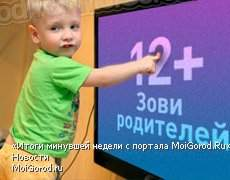 12+
Зови
родителей
«Итоги минувшей недели с портала MoiGorod.Ru»
Новости
MoiGorod.ru